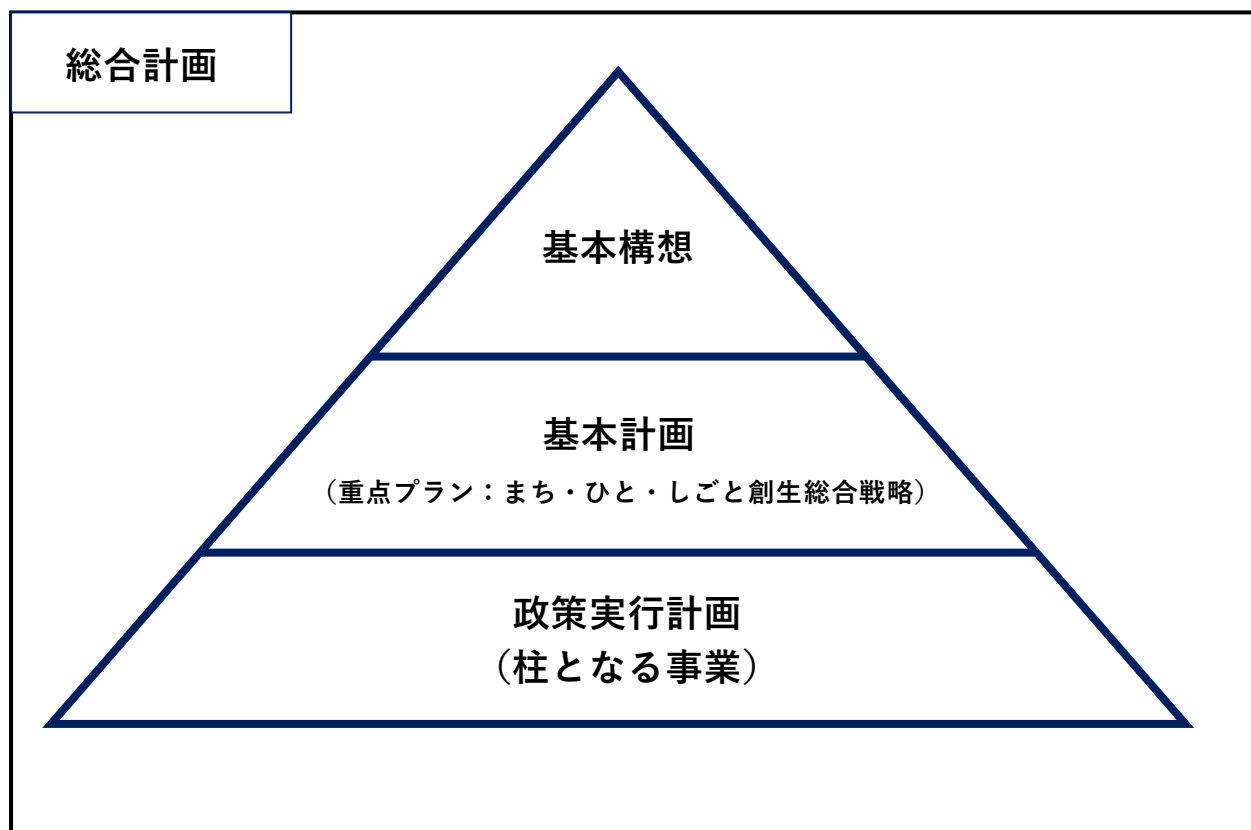 総合計画
基本構想
基本計画
（重点プラン：まち・ひと・しごと創生総合戦略）
政策実行計画
（柱となる事業）